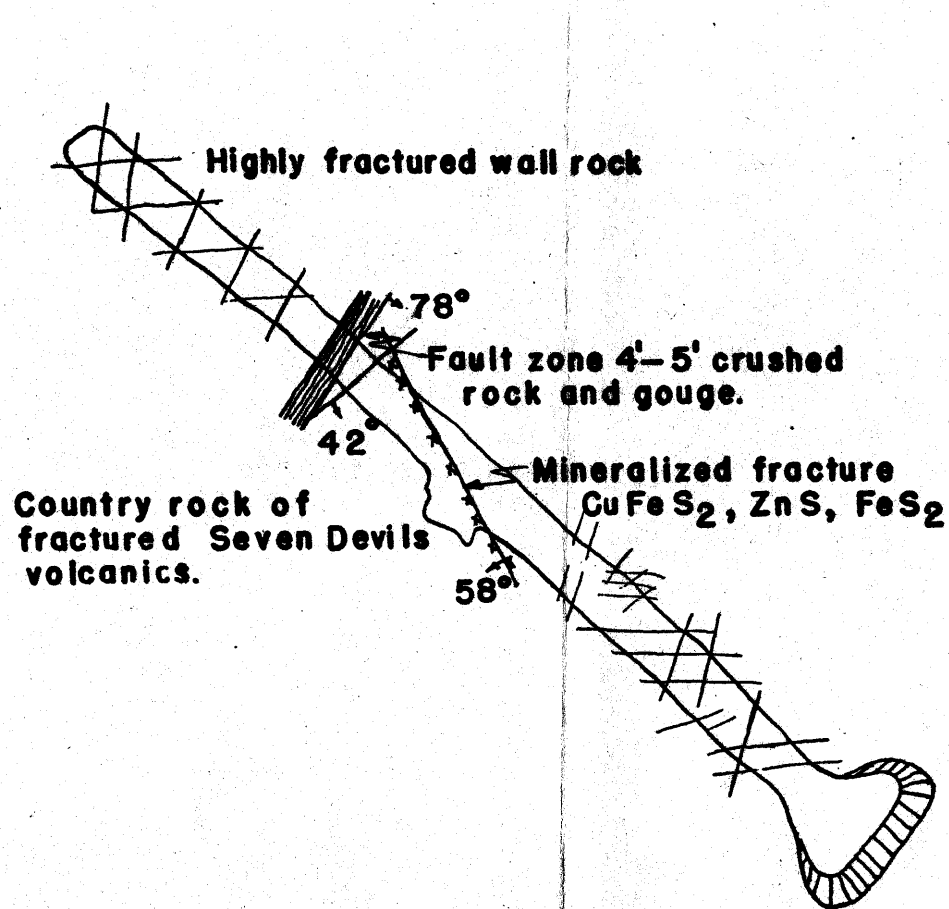 Highly fractured wall rock
78°
Fault zone 4'–5' crushed
rock and gouge.
42°
Mineralized fracture
CuFeS₂, ZnS, FeS₂
Country rock of
fractured Seven Devils
volcanics.
58°